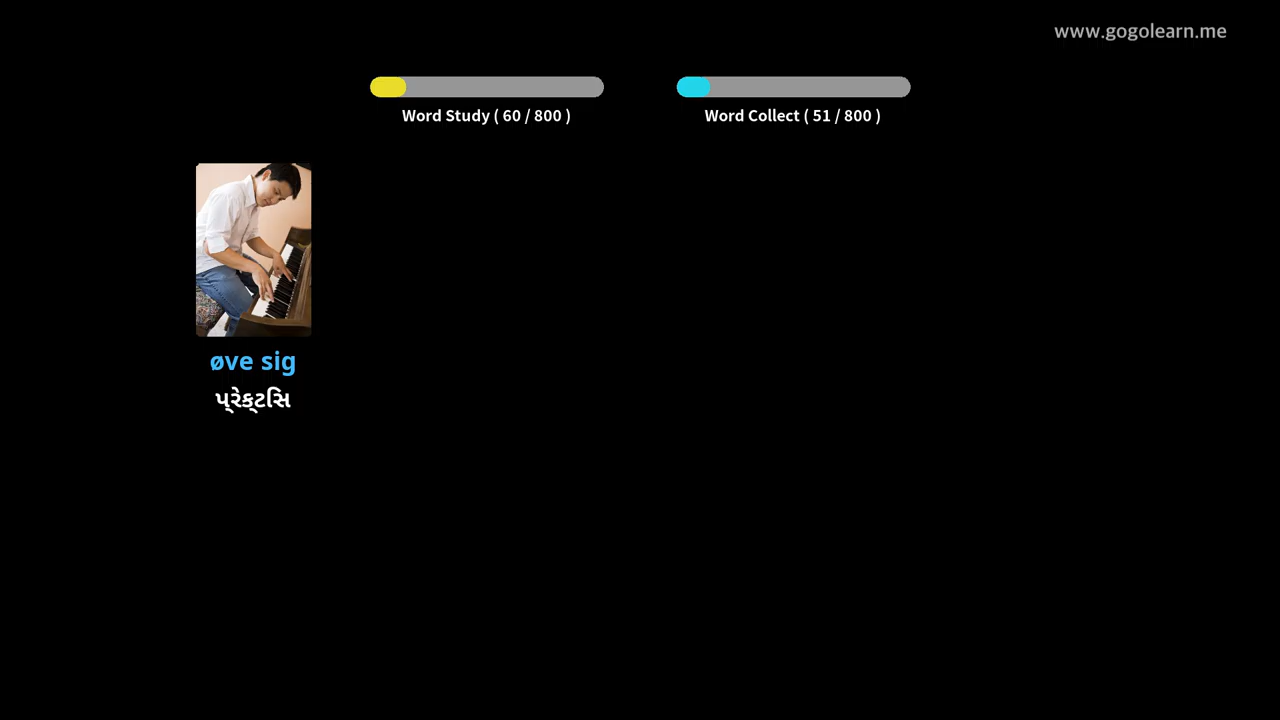 www.gogolearn.me
Word Study ( 60 / 800 )
Word Collect ( 51 / 800 )
øve sig
પ્રેક્ટિસ